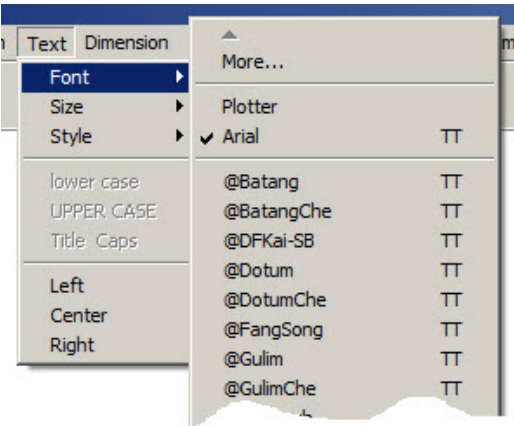 Text Dimension
Font
Size
Style
lower case
UPPER CASE
Title Caps
Left
Center
Right
More...
Plotter
Arial TT
@Batang TT
@BatangChe TT
@DFKai-SB TT
@Dotum TT
@DotumChe TT
@FangSong TT
@Gulim TT
@GulimChe TT